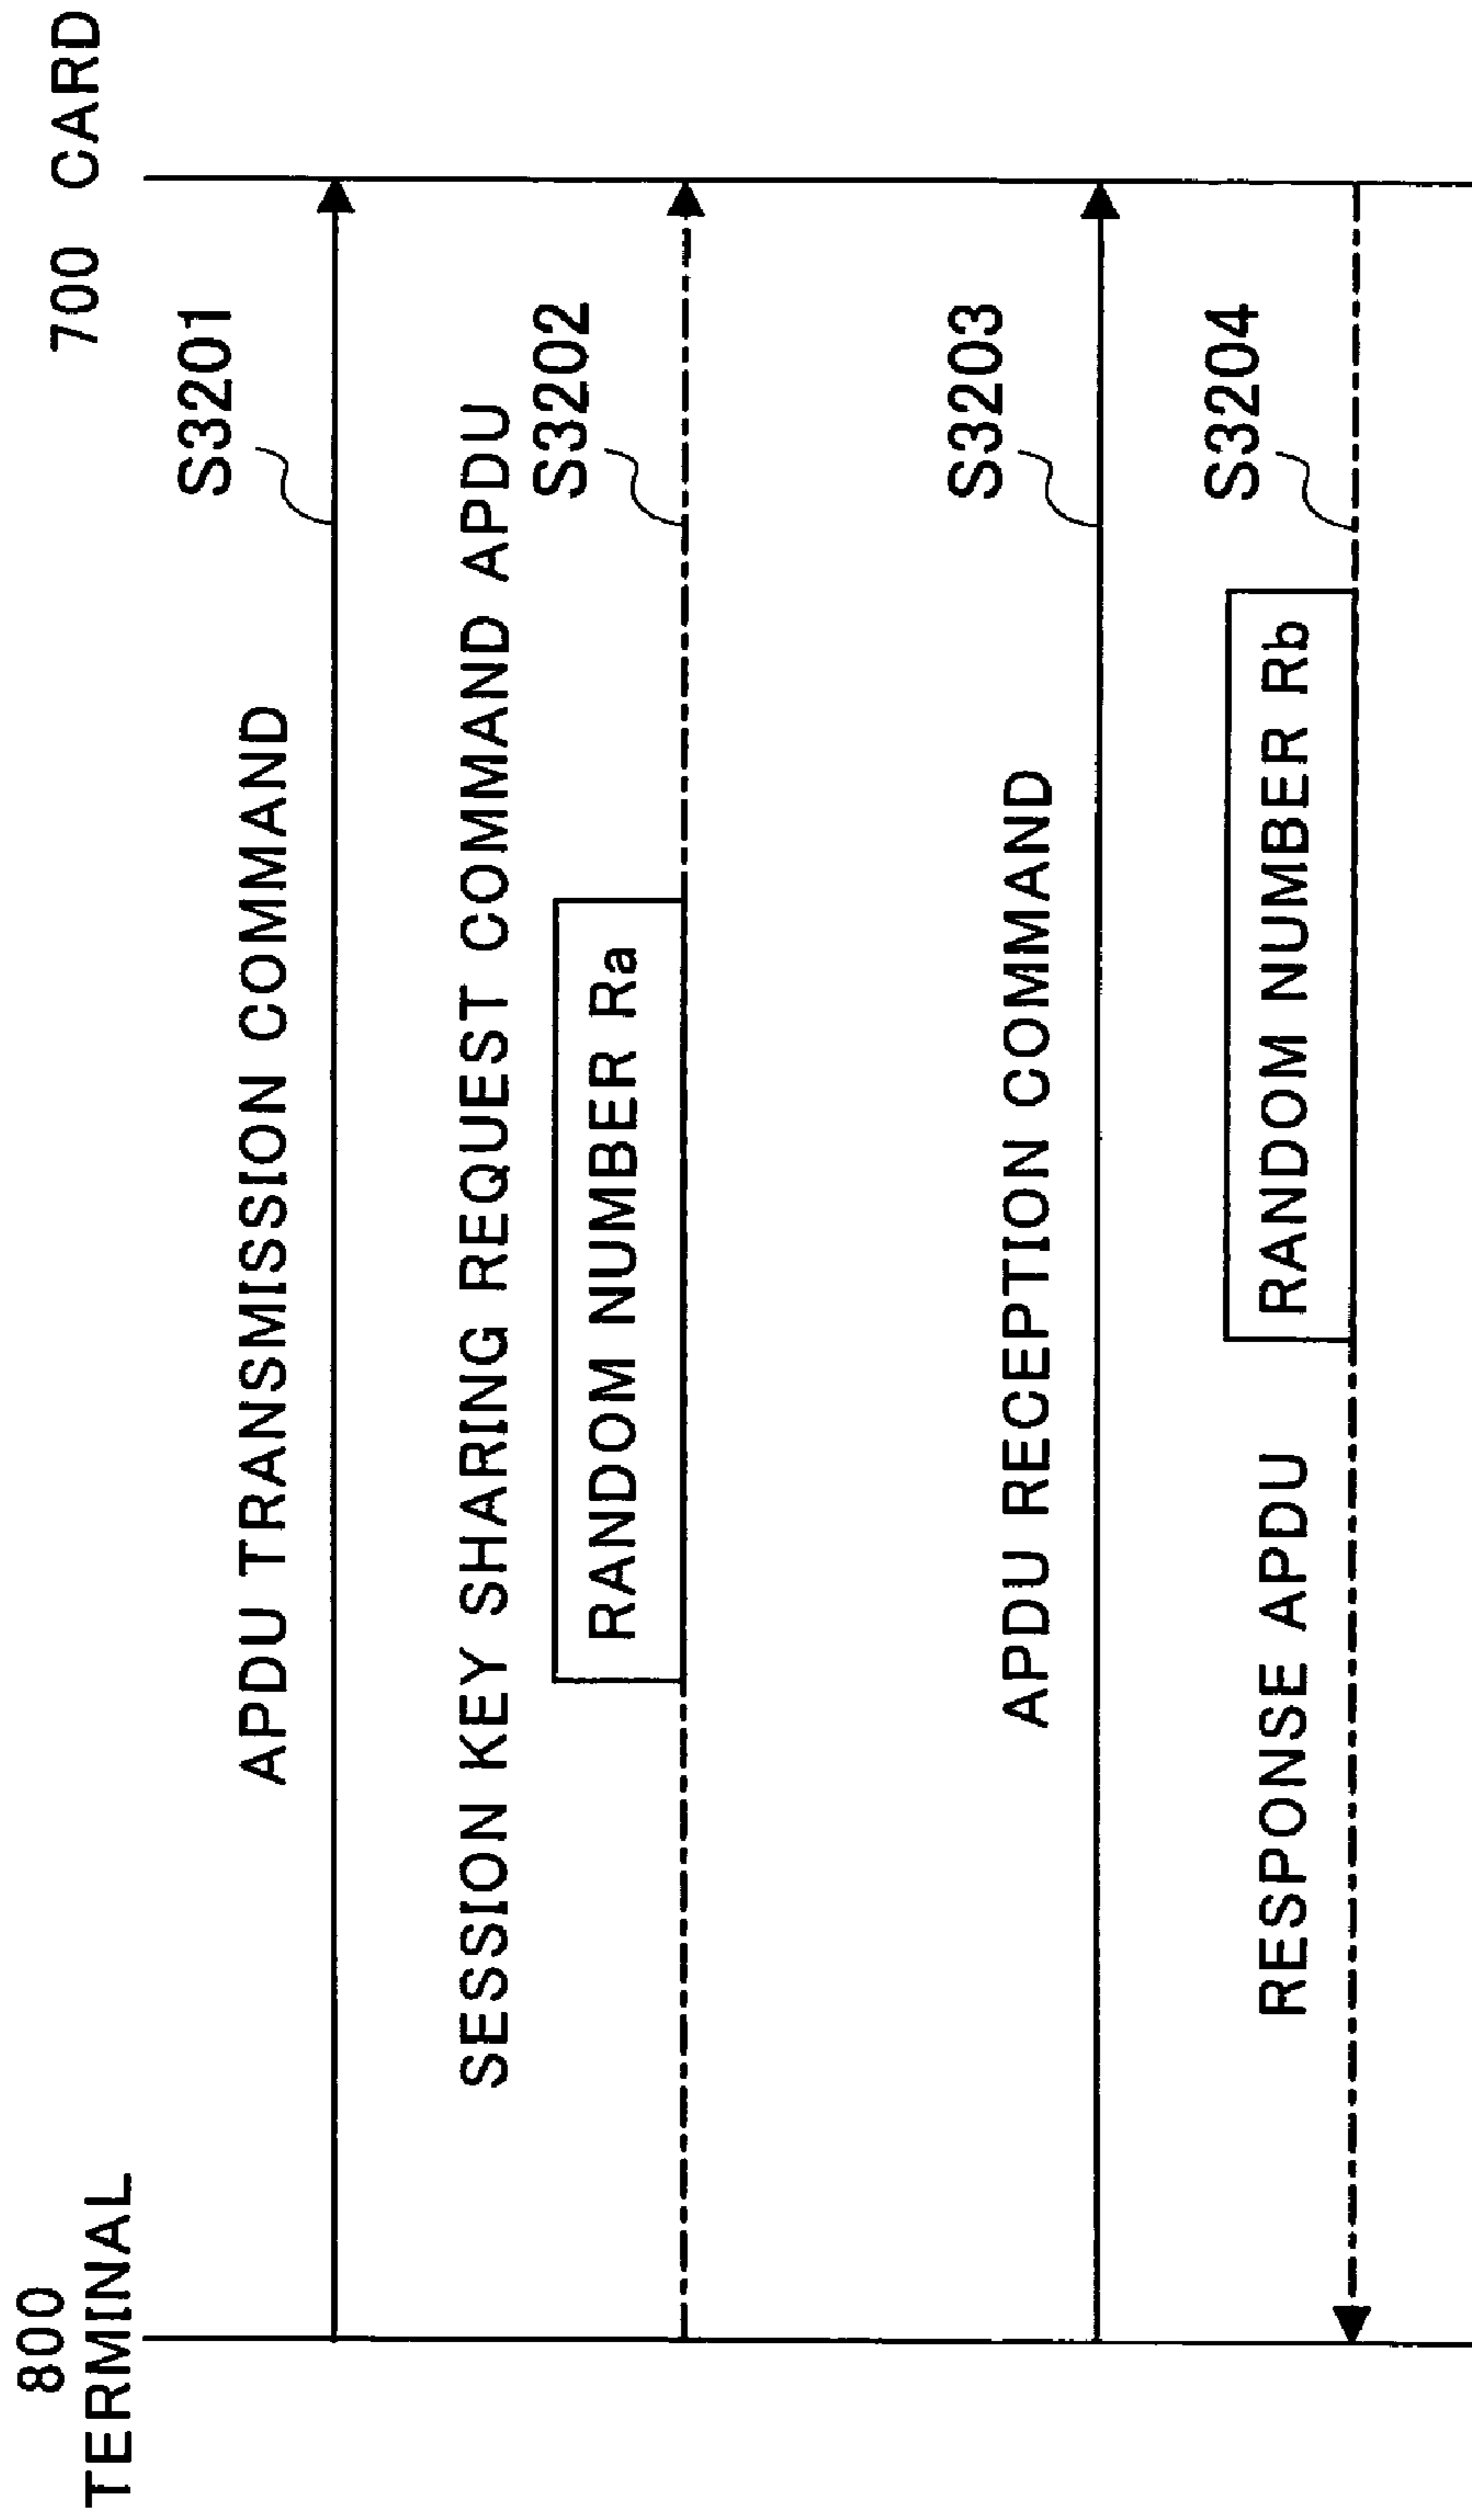 800
TERMINAL
700 CARD
S3201
APDU TRANSMISSION COMMAND
SESSION KEY SHARING REQUEST COMMAND APDU
S3202
RANDOM NUMBER Ra
S3203
APDU RECEPTION COMMAND
S3204
RESPONSE APDU
RANDOM NUMBER Rb